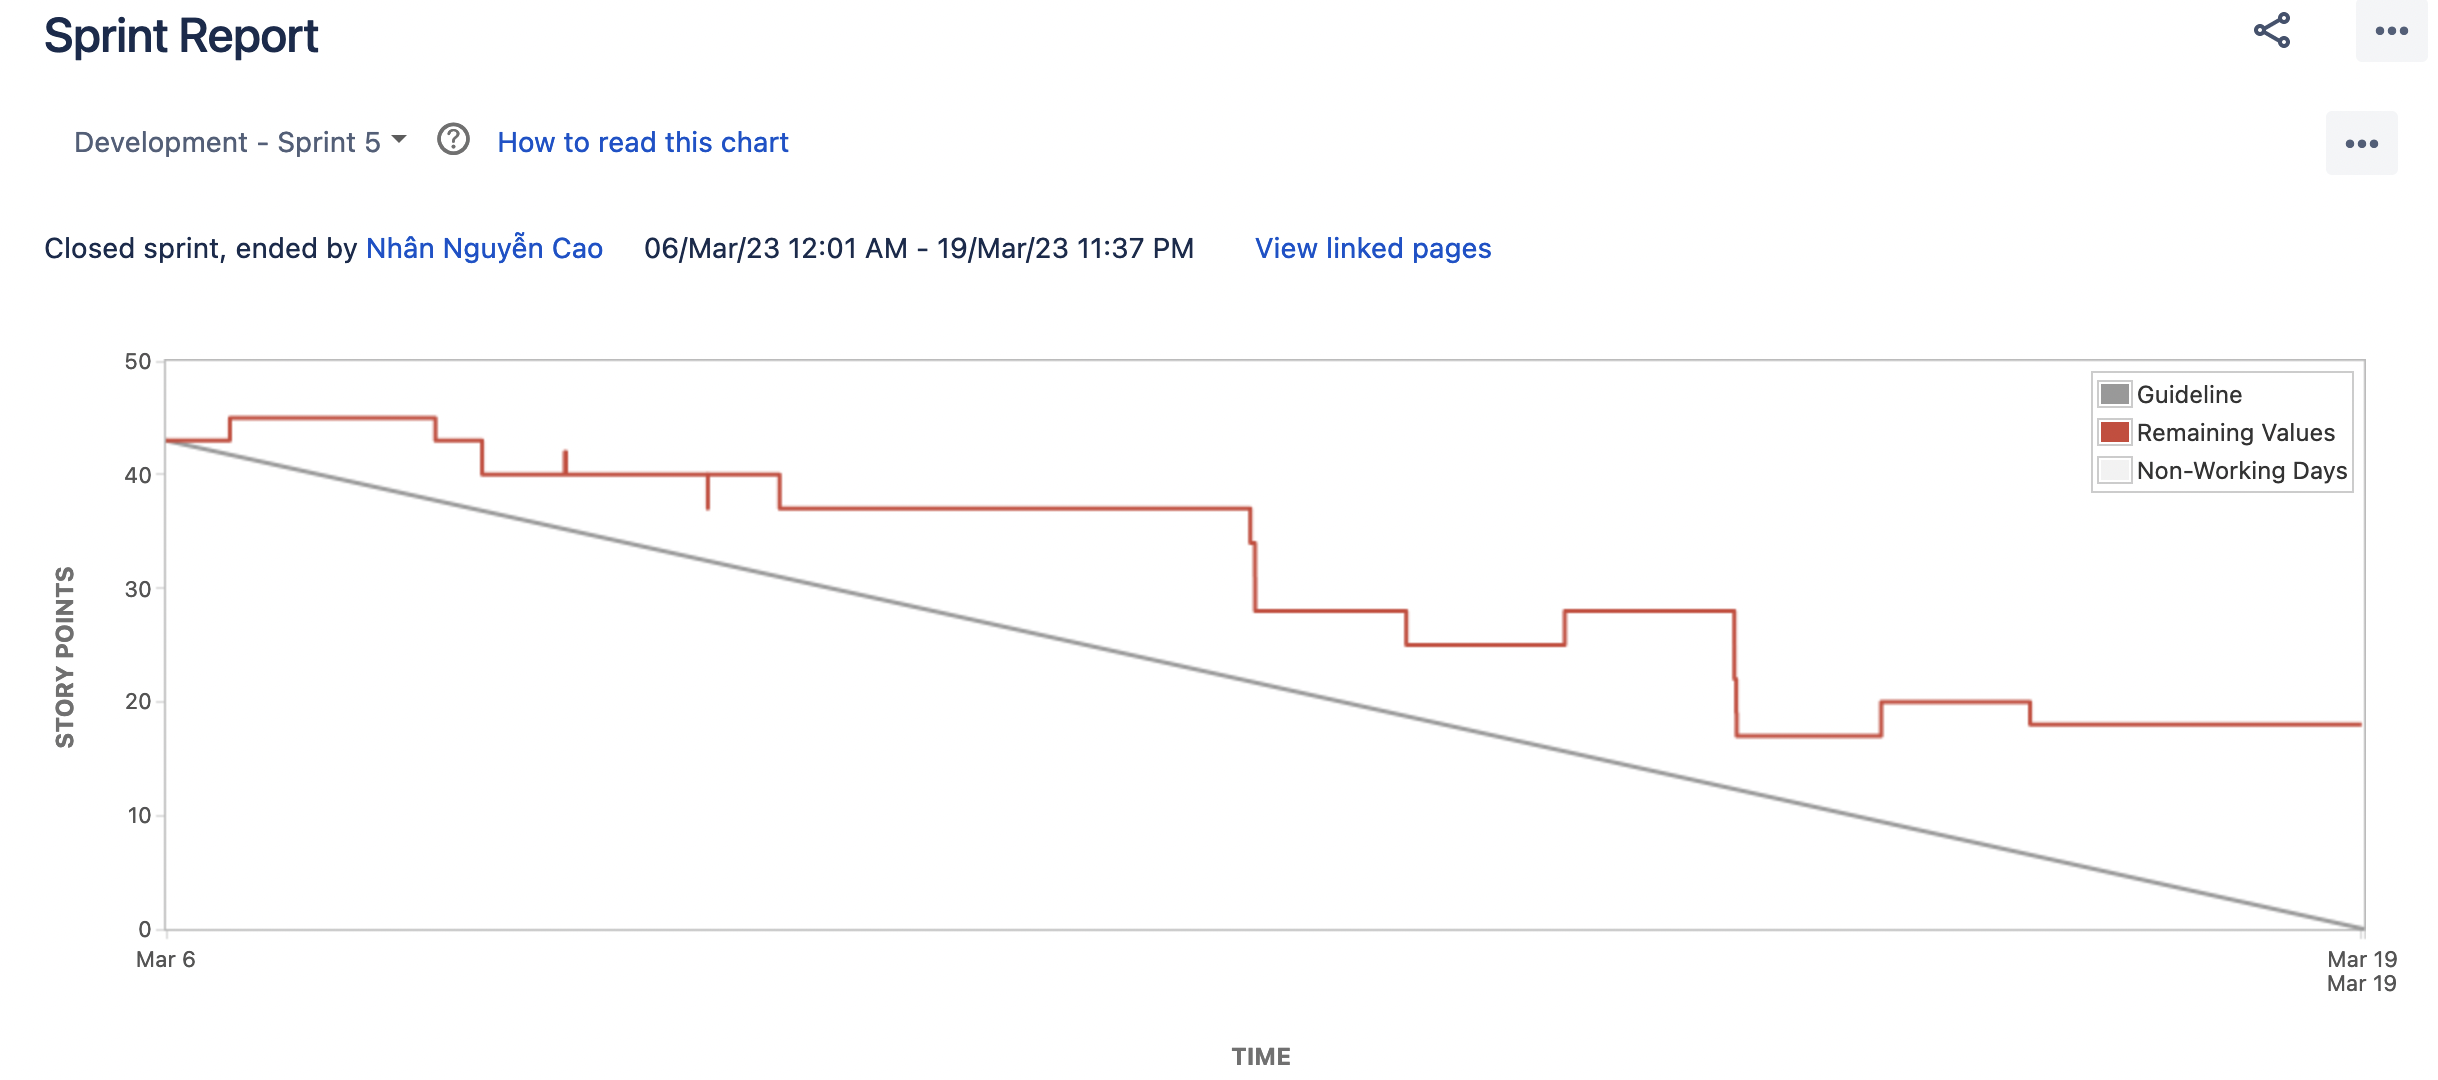 Sprint Report
Development - Sprint 5 How to read this chart
Closed sprint, ended by Nhân Nguyễn Cao 06/Mar/23 12:01 AM - 19/Mar/23 11:37 PM View linked pages
50
40
30
20
10
0
STORY POINTS
Guideline
Remaining Values
Non-Working Days
Mar 6
Mar 19
Mar 19
TIME